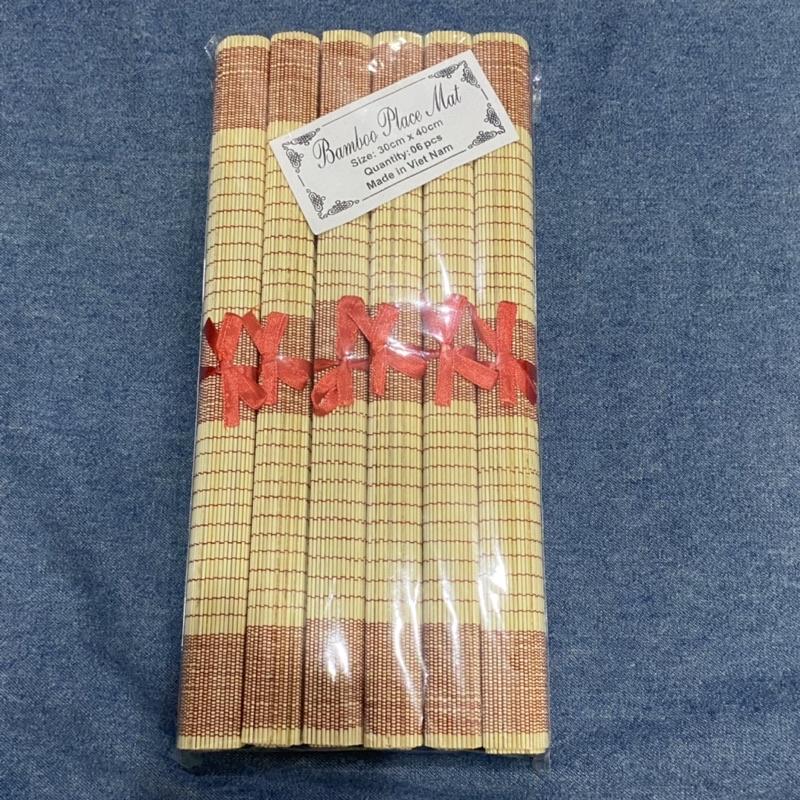 Bamboo Place Mat
Size: 30cm x 40cm
Quantity: 06 pcs
Made in Viet Nam